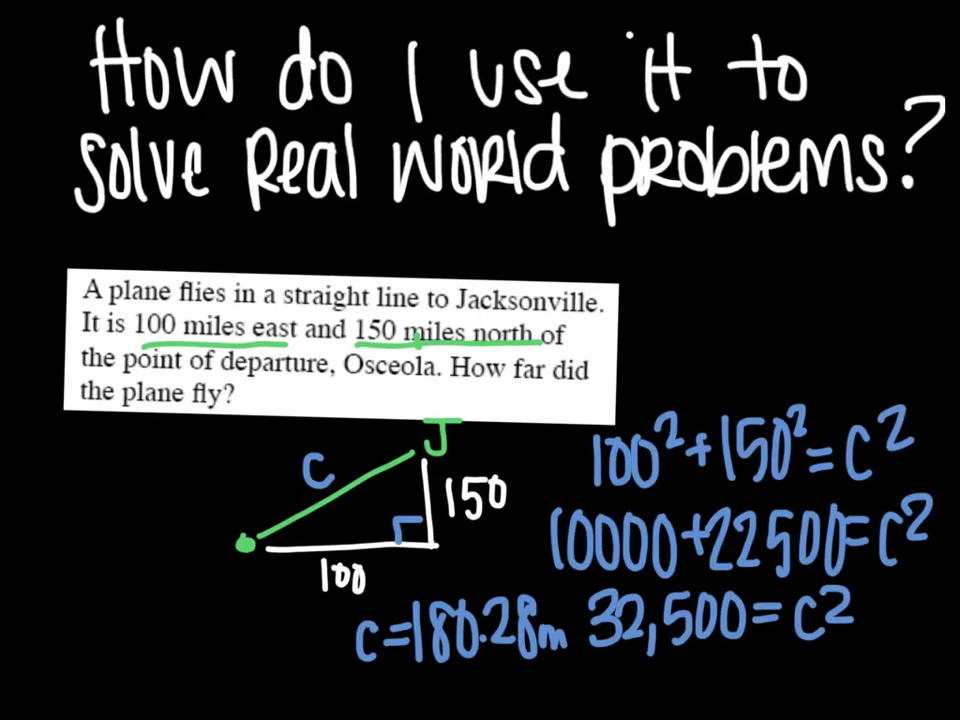 How do I use it to
solve Real world problems?
A plane flies in a straight line to Jacksonville.
It is 100 miles east and 150 miles north of
the point of departure, Osceola. How far did
the plane fly?
J
C
150
100
100² + 150² = C²
10000 + 22500 = C²
32,500 = C²
C = 180.28m